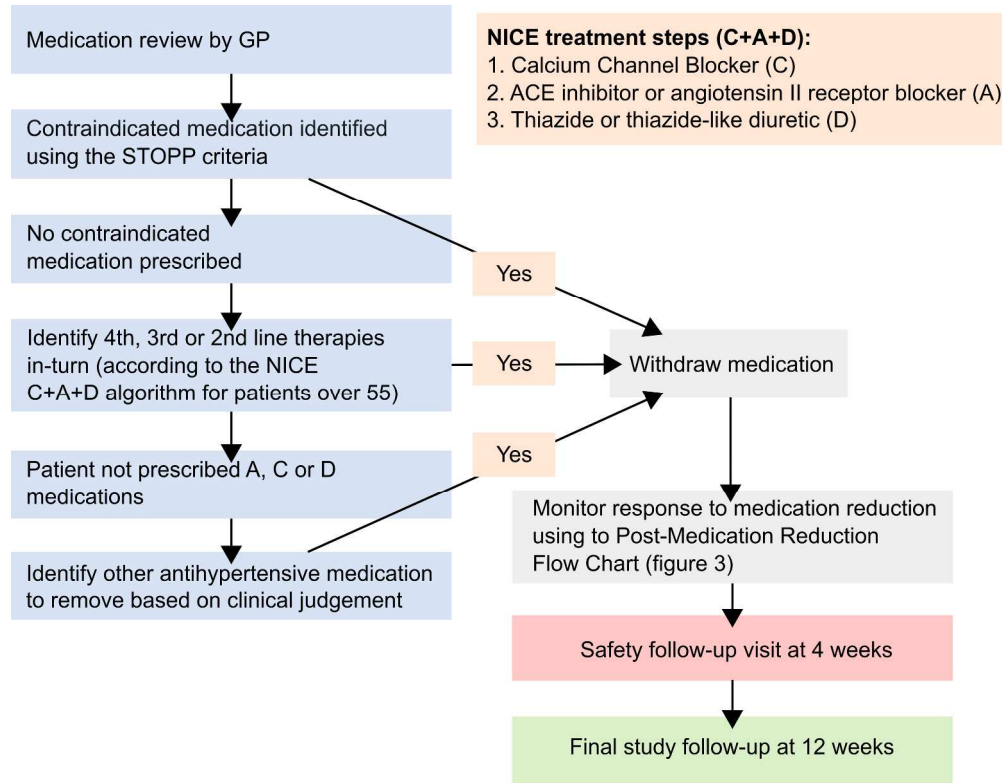 Medication review by GP
NICE treatment steps (C+A+D):
1. Calcium Channel Blocker (C)
2. ACE inhibitor or angiotensin II receptor blocker (A)
3. Thiazide or thiazide-like diuretic (D)
Contraindicated medication identified
using the STOPP criteria
No contraindicated
medication prescribed
Yes
Identify 4th, 3rd or 2nd line therapies
in-turn (according to the NICE
C+A+D algorithm for patients over 55)
Yes
Withdraw medication
Patient not prescribed A, C or D
medications
Yes
Identify other antihypertensive medication
to remove based on clinical judgement
Monitor response to medication reduction
using to Post-Medication Reduction
Flow Chart (figure 3)
Safety follow-up visit at 4 weeks
Final study follow-up at 12 weeks